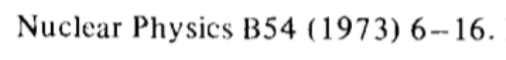 Nuclear Physics B54 (1973) 6–16.